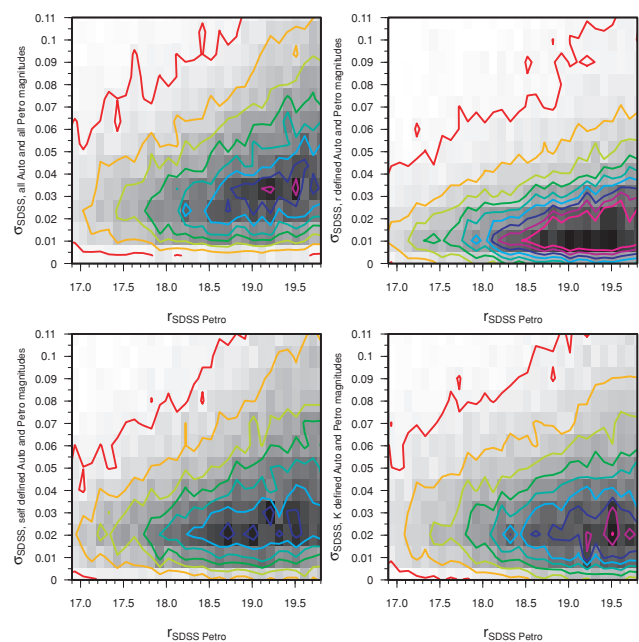 0.11 0.1 0.09 0.08 0.07 0.06 0.05 0.04 0.03 0.02 0.01 0
σSDSS, all Auto and all Petro magnitudes
17.0 17.5 18.0 18.5 19.0 19.5
rSDSS Petro
0.11 0.1 0.09 0.08 0.07 0.06 0.05 0.04 0.03 0.02 0.01 0
σSDSS, r defined Auto and Petro magnitudes
17.0 17.5 18.0 18.5 19.0 19.5
rSDSS Petro
0.11 0.1 0.09 0.08 0.07 0.06 0.05 0.04 0.03 0.02 0.01 0
σSDSS, self defined Auto and Petro magnitudes
17.0 17.5 18.0 18.5 19.0 19.5
rSDSS Petro
0.11 0.1 0.09 0.08 0.07 0.06 0.05 0.04 0.03 0.02 0.01 0
σSDSS, K defined Auto and Petro magnitudes
17.0 17.5 18.0 18.5 19.0 19.5
rSDSS Petro